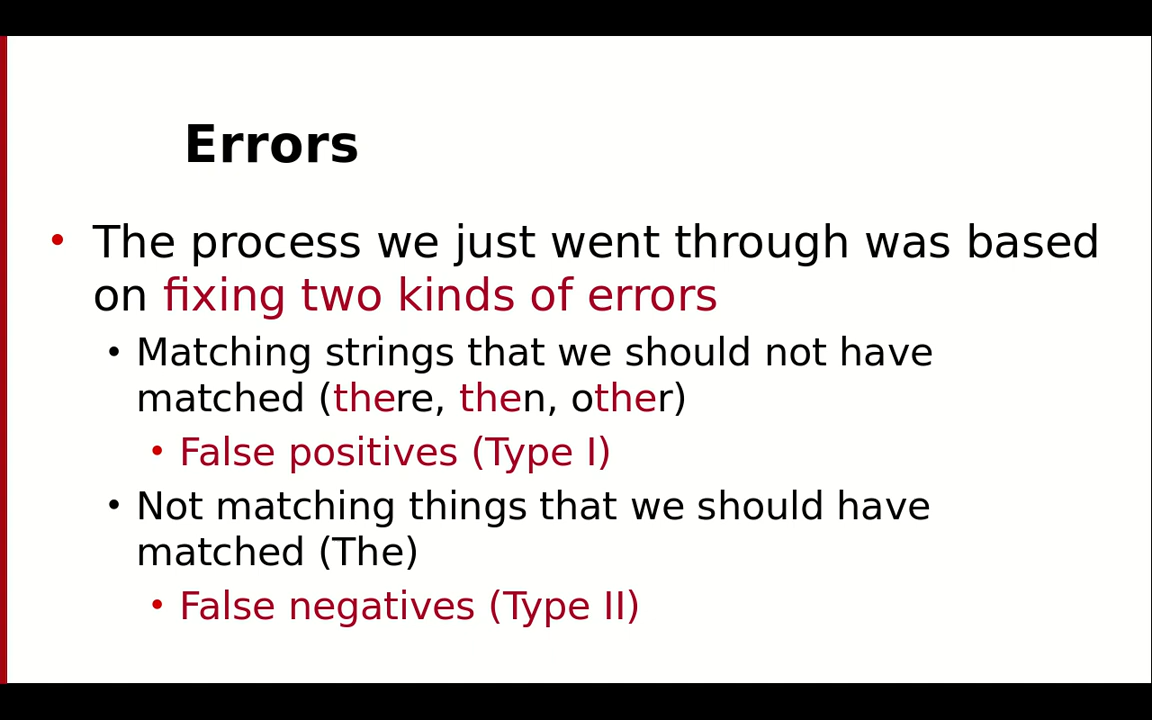 Errors
• The process we just went through was based
on fixing two kinds of errors
• Matching strings that we should not have
matched (there, then, other)
• False positives (Type I)
• Not matching things that we should have
matched (The)
• False negatives (Type II)